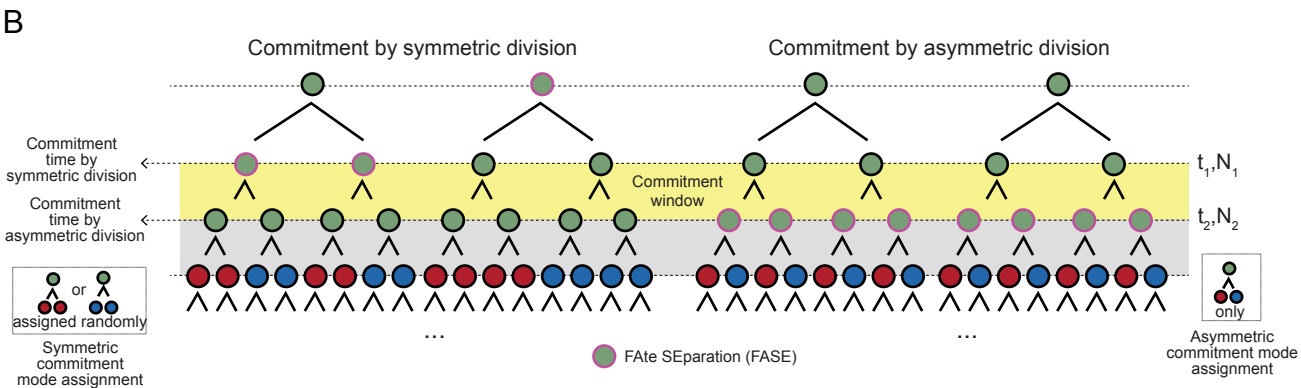 B
Commitment by symmetric division
Commitment by asymmetric division
Commitment
time by
symmetric division
t1,N1
Commitment
window
Commitment
time by
asymmetric division
t2,N2
or
assigned randomly
Symmetric
commitment
mode assignment
...
...
FAte SEparation (FASE)
only
Asymmetric
commitment mode
assignment